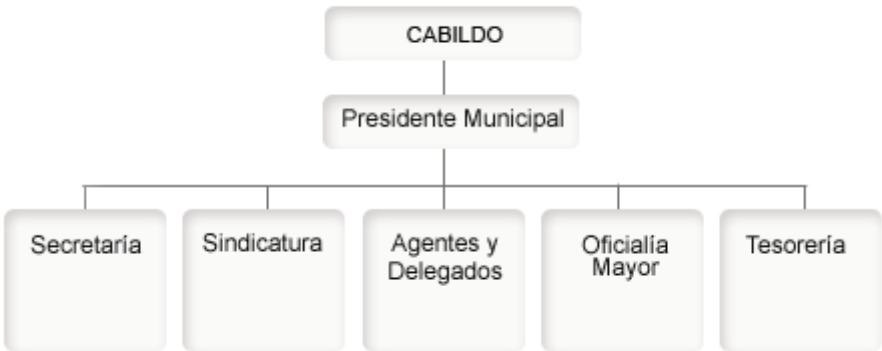 CABILDO
Presidente Municipal
Secretaría
Sindicatura
Agentes y
Delegados
Oficialía
Mayor
Tesorería